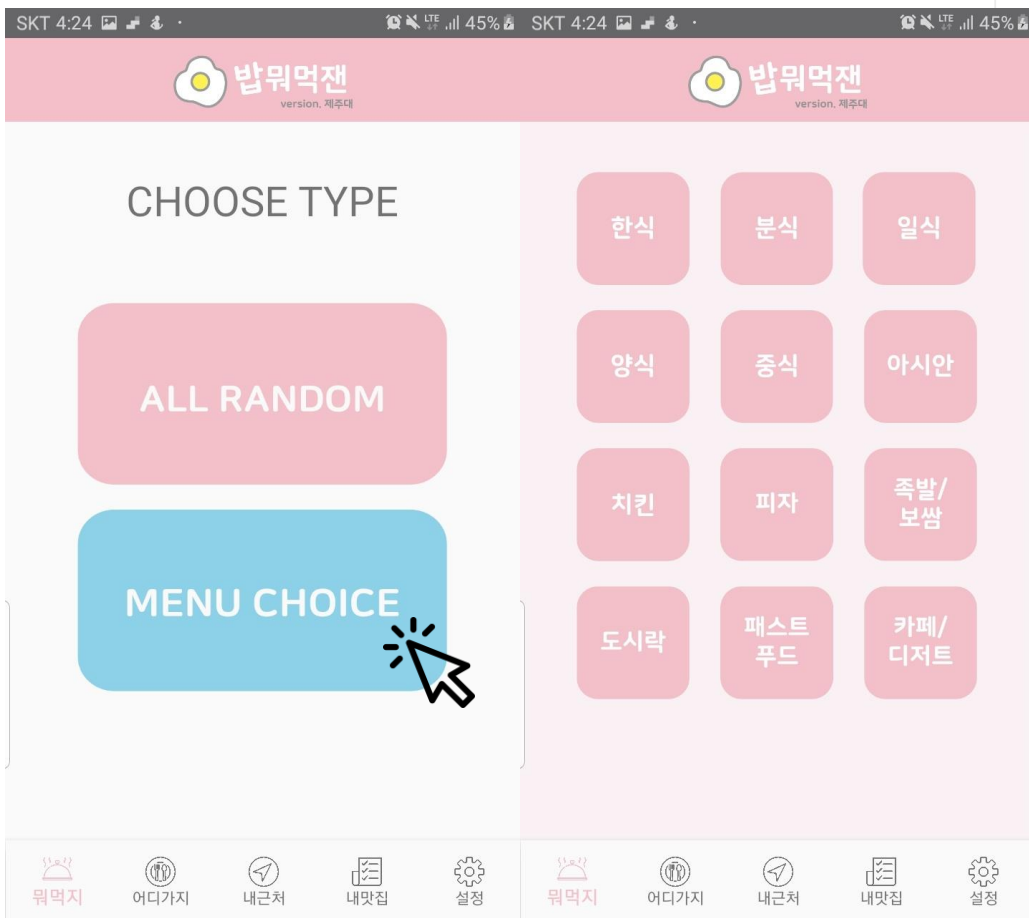 SKT 4:24
LTE 45%
밥뭐먹잰
version. 제주대
CHOOSE TYPE
ALL RANDOM
MENU CHOICE
뭐먹지 어디가지 내근처 내맛집 설정
SKT 4:24
LTE 45%
밥뭐먹잰
version. 제주대
한식 분식 일식
양식 중식 아시안
치킨 피자 족발/
보쌈
도시락 패스트
푸드 카페/
디저트
뭐먹지 어디가지 내근처 내맛집 설정